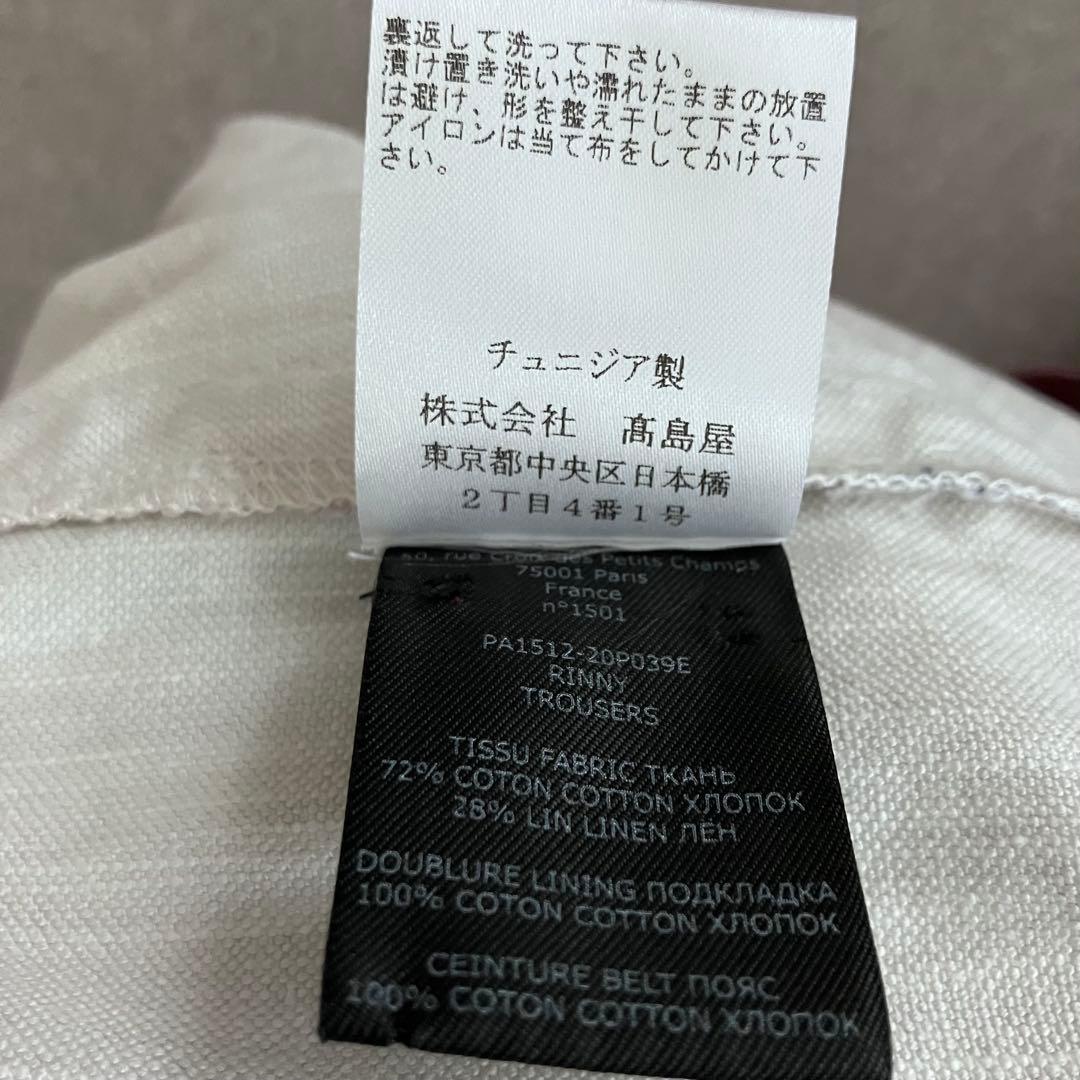 裏返して洗って下さい。
漬け置き洗いや濡れたままの放置
は避け、形を整え干して下さい。
アイロンは当て布をしてかけて下
さい。
チュニジア製
株式会社 髙島屋
東京都中央区日本橋
2丁目4番1号
rue Croix des Petits Champs
75001 Paris
France
n°1501
PA1512-20P039E
RINNY
TROUSERS
TISSU FABRIC ТКАНЬ
72% COTON COTTON ХЛОПОК
28% LIN LINEN ЛЕН
DOUBLURE LINING ПОДКЛАДКА
100% COTON COTTON ХЛОПОК
CEINTURE BELT ПОЯС
100% COTON COTTON ХЛОПОК